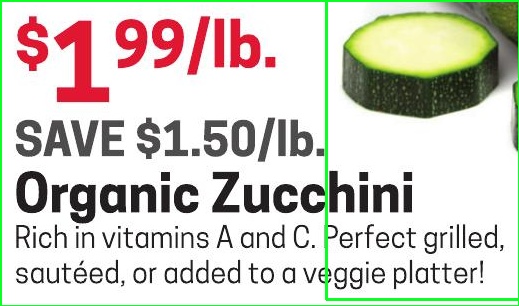 $1 99/lb.
SAVE $1.50/lb.
Organic Zucchini
Rich in vitamins A and C. Perfect grilled,
sautéed, or added to a veggie platter!